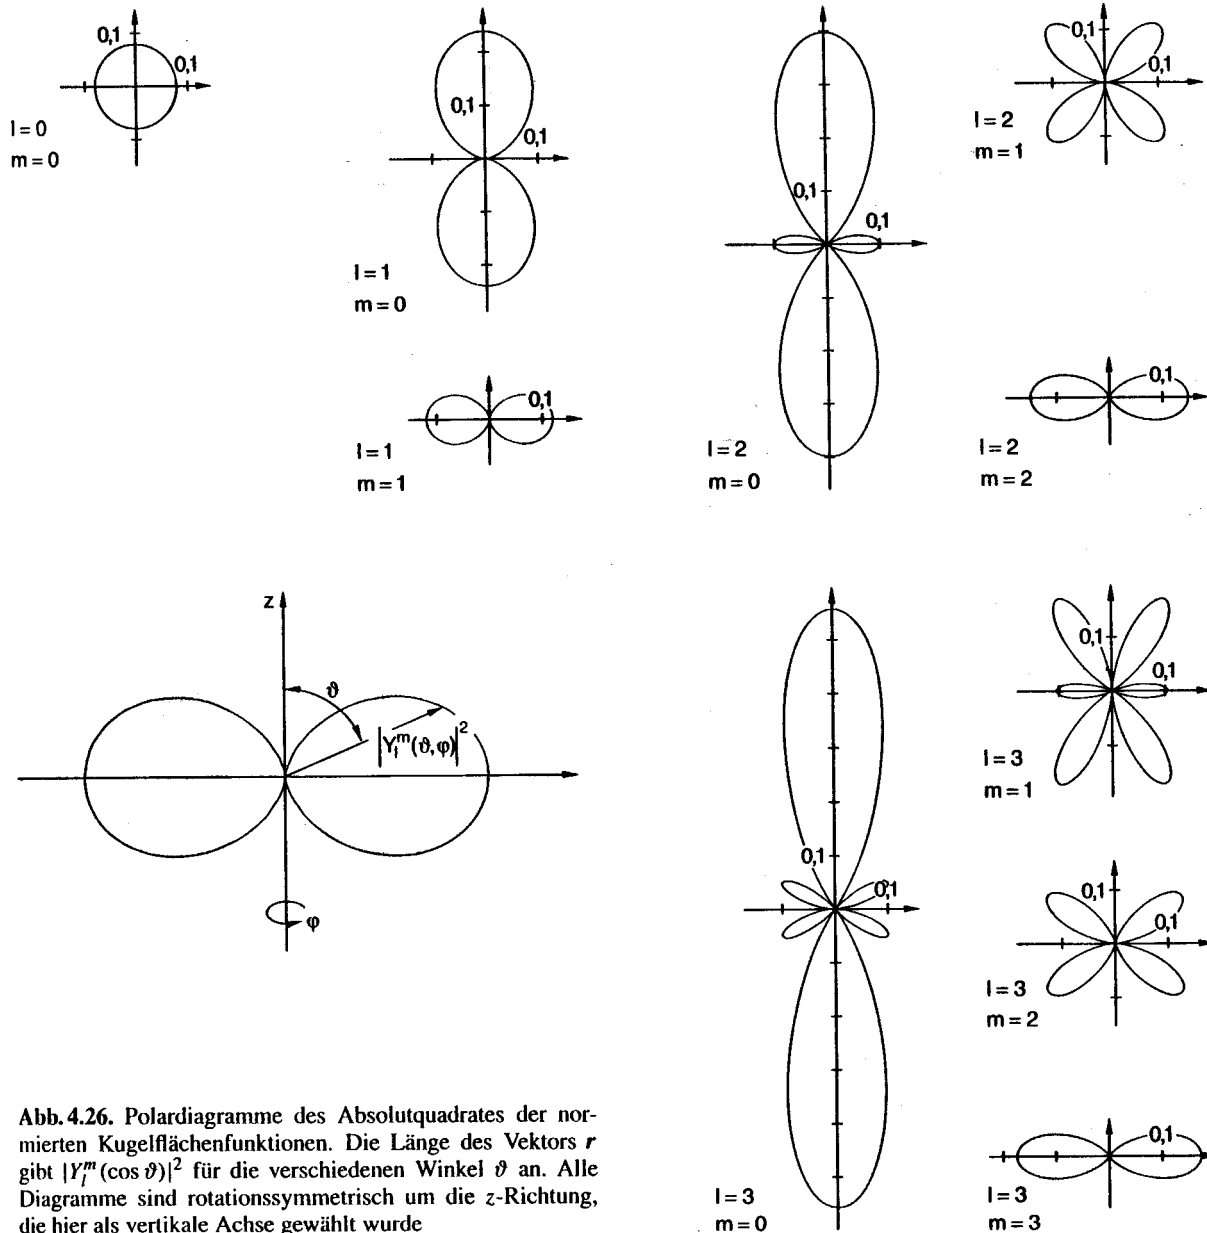 0,1
0,1
l=0
m=0
0,1
0,1
l=1
m=0
0,1
l=1
m=1
0,1
0,1
l=2
m=0
0,1
0,1
l=2
m=1
0,1
l=2
m=2
z
ϑ
|Y_l^m(ϑ,φ)|^2
φ
0,1
0,1
l=3
m=0
0,1
0,1
l=3
m=1
0,1
0,1
l=3
m=2
0,1
l=3
m=3
Abb. 4.26. Polardiagramme des Absolutquadrates der nor-
mierten Kugelflächenfunktionen. Die Länge des Vektors r
gibt |Y_l^m(cos ϑ)|^2 für die verschiedenen Winkel ϑ an. Alle
Diagramme sind rotationssymmetrisch um die z-Richtung,
die hier als vertikale Achse gewählt wurde